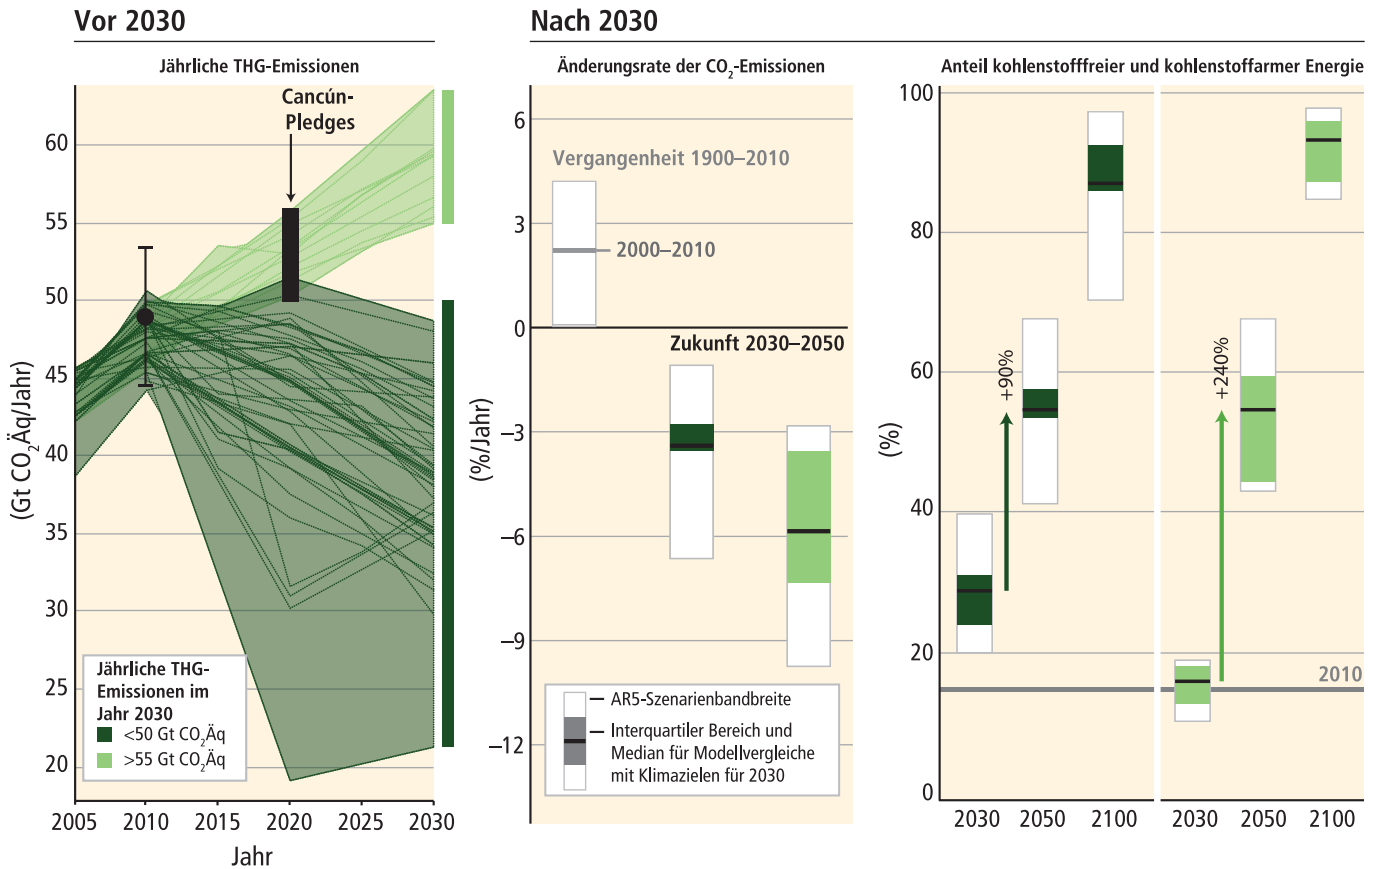 Vor 2030
Jährliche THG-Emissionen
Cancún-
Pledges
60
55
50
45
40
35
30
25
20
(Gt CO₂Äq/Jahr)
Jährliche THG-
Emissionen im
Jahr 2030
<50 Gt CO₂Äq
>55 Gt CO₂Äq
2005 2010 2015 2020 2025 2030
Jahr
Nach 2030
Änderungsrate der CO₂-Emissionen
6
3
0
–3
–6
–9
–12
(%/Jahr)
Vergangenheit 1900–2010
2000–2010
Zukunft 2030–2050
AR5-Szenarienbandbreite
Interquartiler Bereich und
Median für Modellvergleiche
mit Klimazielen für 2030
Anteil kohlenstofffreier und kohlenstoffarmer Energie
100
80
60
40
20
0
(%)
+90%
+240%
2010
2030 2050 2100 2030 2050 2100